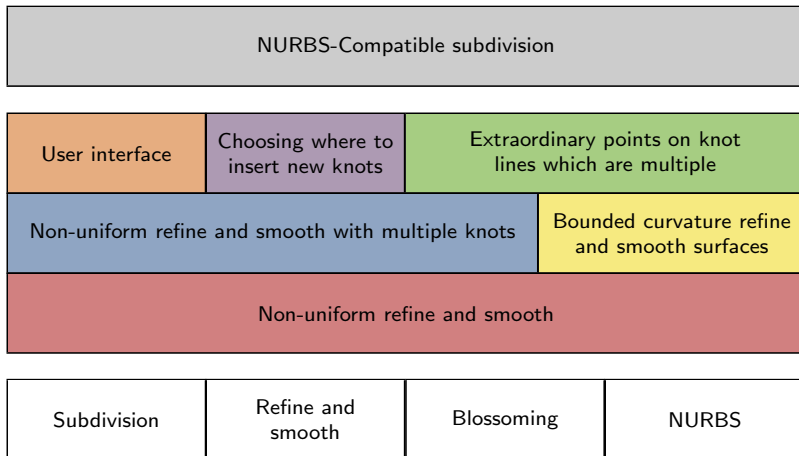 NURBS-Compatible subdivision
User interface
Choosing where to
insert new knots
Extraordinary points on knot
lines which are multiple
Non-uniform refine and smooth with multiple knots
Bounded curvature refine
and smooth surfaces
Non-uniform refine and smooth
Subdivision
Refine and
smooth
Blossoming
NURBS